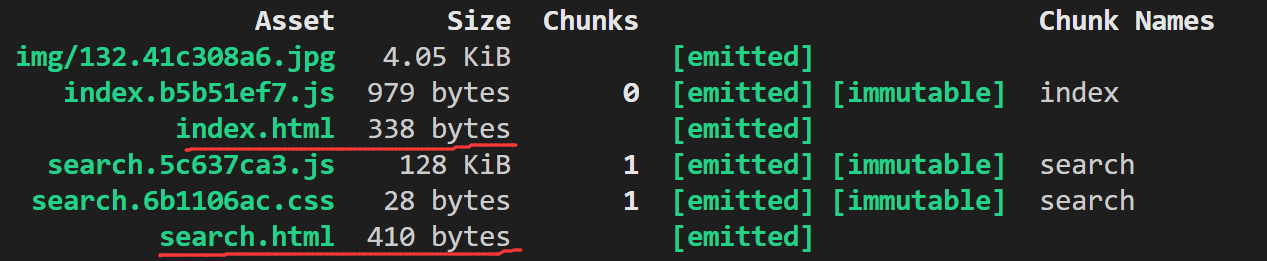 Asset Size Chunks Chunk Names
img/132.41c308a6.jpg 4.05 KiB [emitted]
index.b5b51ef7.js 979 bytes 0 [emitted] [immutable] index
index.html 338 bytes [emitted]
search.5c637ca3.js 128 KiB 1 [emitted] [immutable] search
search.6b1106ac.css 28 bytes 1 [emitted] [immutable] search
search.html 410 bytes [emitted]